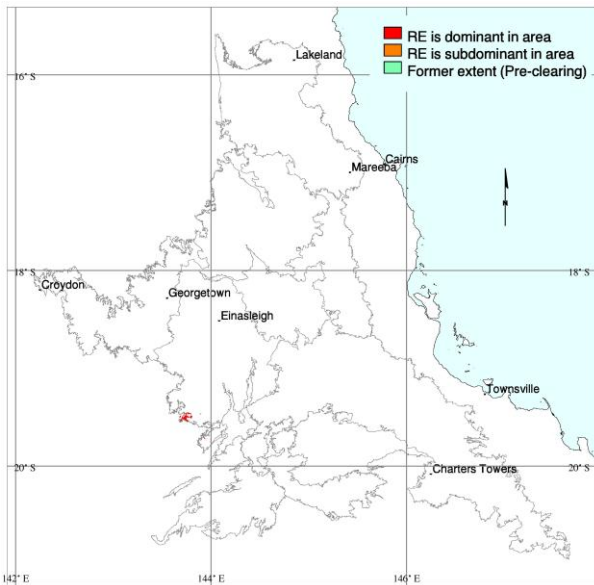 RE is dominant in area
RE is subdominant in area
Former extent (Pre-clearing)
Lakeland
16° S
Cairns
Mareeba
N
18° S
18° S
Croydon
Georgetown
Einasleigh
Townsville
20° S
20° S
Charters Towers
142° E
144° E
146° E